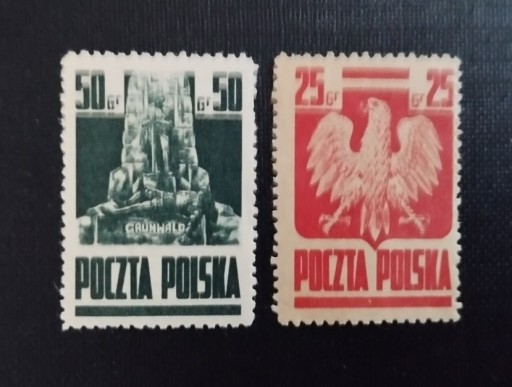 50 Gr Gr 50
GRUNWALD
POCZTA POLSKA
25 Gr Gr 25
POCZTA POLSKA